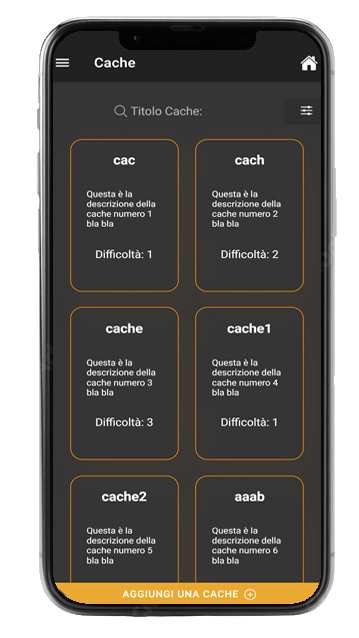 Cache
Titolo Cache:
cac
Questa è la
descrizione della
cache numero 1
bla bla
Difficoltà: 1
cach
Questa è la
descrizione della
cache numero 2
bla bla
Difficoltà: 2
cache
Questa è la
descrizione della
cache numero 3
bla bla
Difficoltà: 3
cache1
Questa è la
descrizione della
cache numero 4
bla bla
Difficoltà: 1
cache2
Questa è la
descrizione della
cache numero 5
bla bla
aaab
Questa è la
descrizione della
cache numero 6
bla bla
AGGIUNGI UNA CACHE